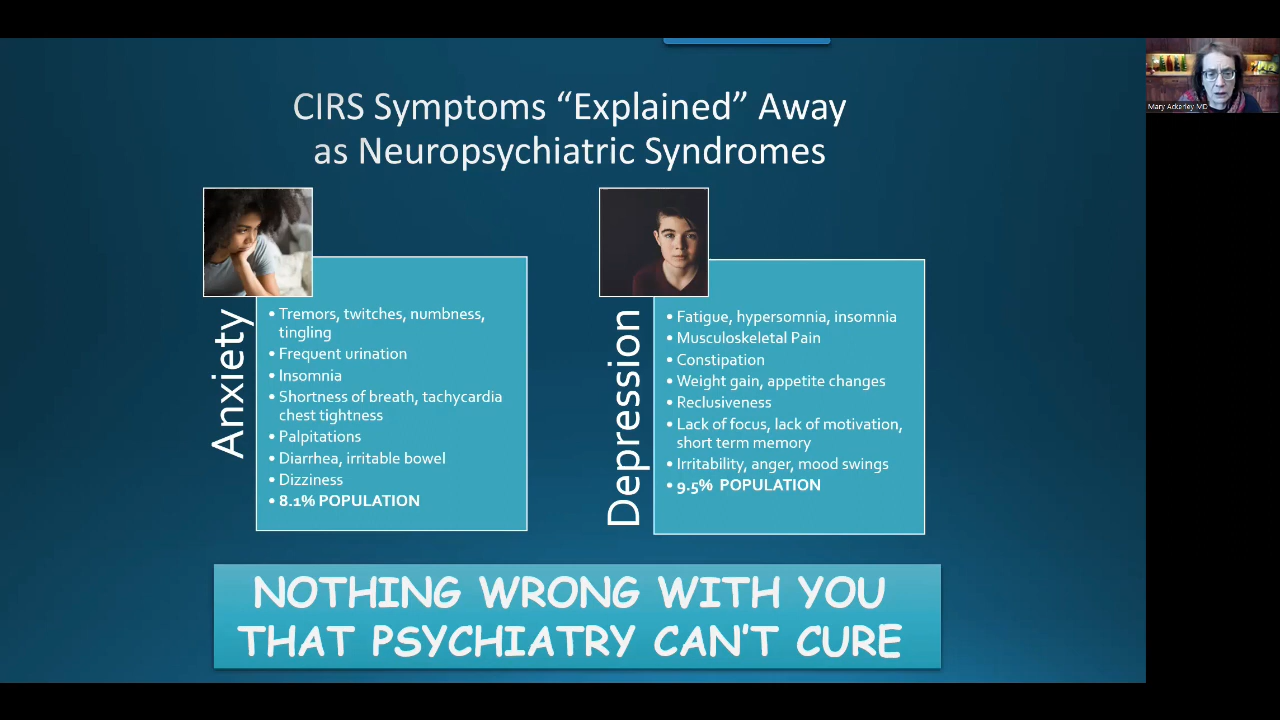 CIRS Symptoms “Explained” Away
as Neuropsychiatric Syndromes
Mary Ackerley MD
Anxiety
• Tremors, twitches, numbness,
tingling
• Frequent urination
• Insomnia
• Shortness of breath, tachycardia
chest tightness
• Palpitations
• Diarrhea, irritable bowel
• Dizziness
• 8.1% POPULATION
Depression
• Fatigue, hypersomnia, insomnia
• Musculoskeletal Pain
• Constipation
• Weight gain, appetite changes
• Reclusiveness
• Lack of focus, lack of motivation,
short term memory
• Irritability, anger, mood swings
• 9.5% POPULATION
NOTHING WRONG WITH YOU
THAT PSYCHIATRY CAN'T CURE